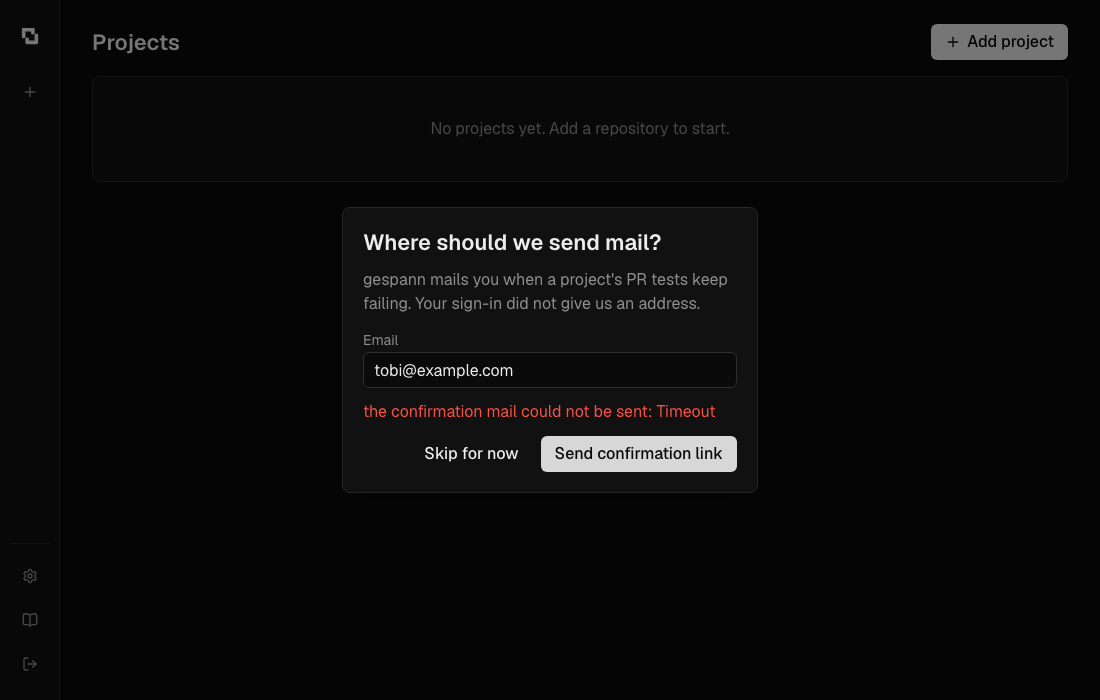 Projects
+ Add project
No projects yet. Add a repository to start.
Where should we send mail?
gespann mails you when a project's PR tests keep
failing. Your sign-in did not give us an address.
Email
tobi@example.com
the confirmation mail could not be sent: Timeout
Skip for now
Send confirmation link